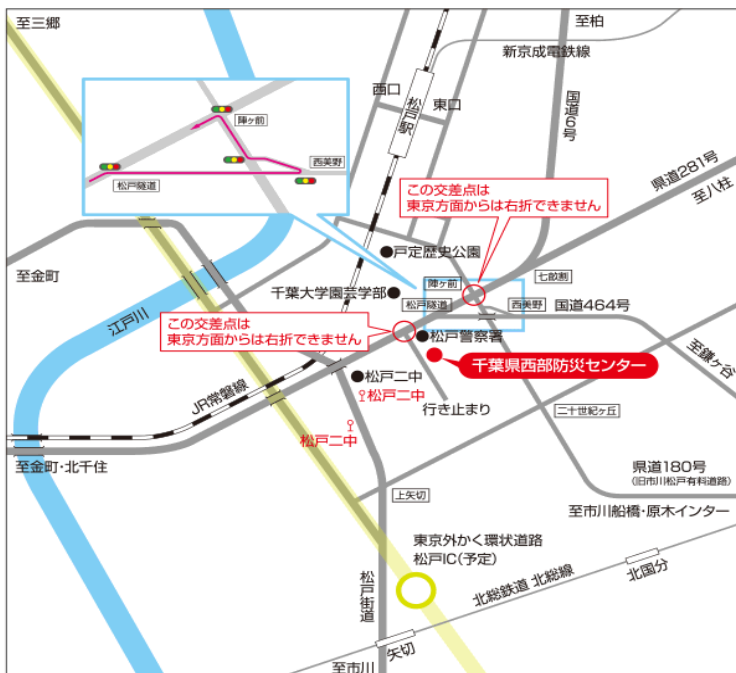 至三郷
至柏
新京成電鉄線
西口
東口
松戸駅
国道6号
陣ヶ前
西美野
松戸隧道
この交差点は
東京方面からは右折できません
県道281号
至八柱
戸定歴史公園
七畝割
至金町
陣ヶ前
千葉大学園芸学部
松戸隧道
西美野
国道464号
江戸川
この交差点は
東京方面からは右折できません
松戸警察署
千葉県西部防災センター
至鎌ヶ谷
松戸二中
松戸二中
行き止まり
JR常磐線
二十世紀ヶ丘
松戸二中
至金町・北千住
県道180号
(旧市川松戸有料道路)
上矢切
至市川船橋・原木インター
東京外かく環状道路
松戸IC(予定)
松戸街道
北総鉄道 北総線
北国分
矢切
至市川